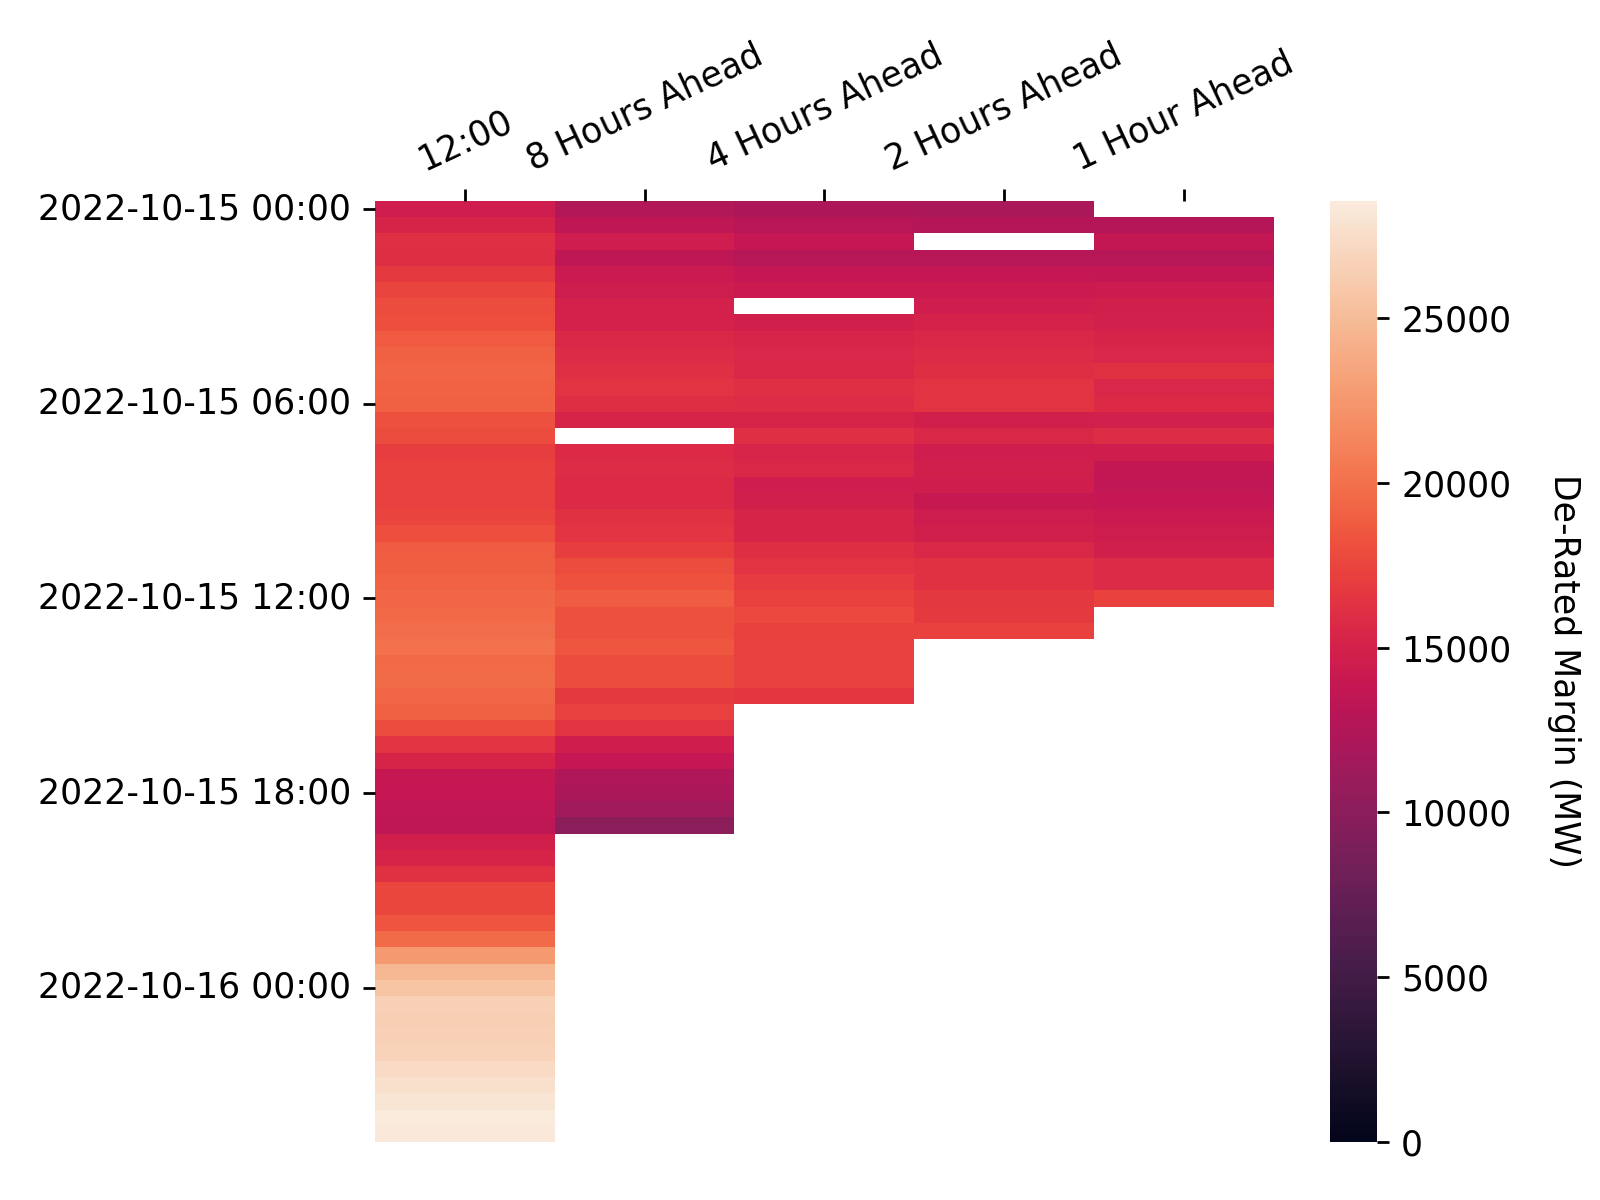 12:00
8 Hours Ahead
4 Hours Ahead
2 Hours Ahead
1 Hour Ahead
2022-10-15 00:00
2022-10-15 06:00
2022-10-15 12:00
2022-10-15 18:00
2022-10-16 00:00
25000
20000
15000
10000
5000
0
De-Rated Margin (MW)